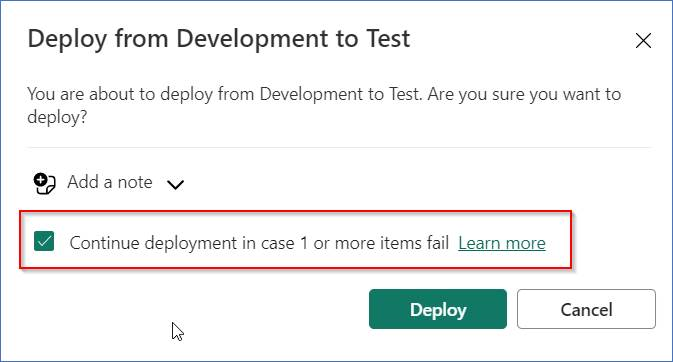 Deploy from Development to Test
You are about to deploy from Development to Test. Are you sure you want to
deploy?
Add a note
Continue deployment in case 1 or more items fail Learn more
Deploy Cancel